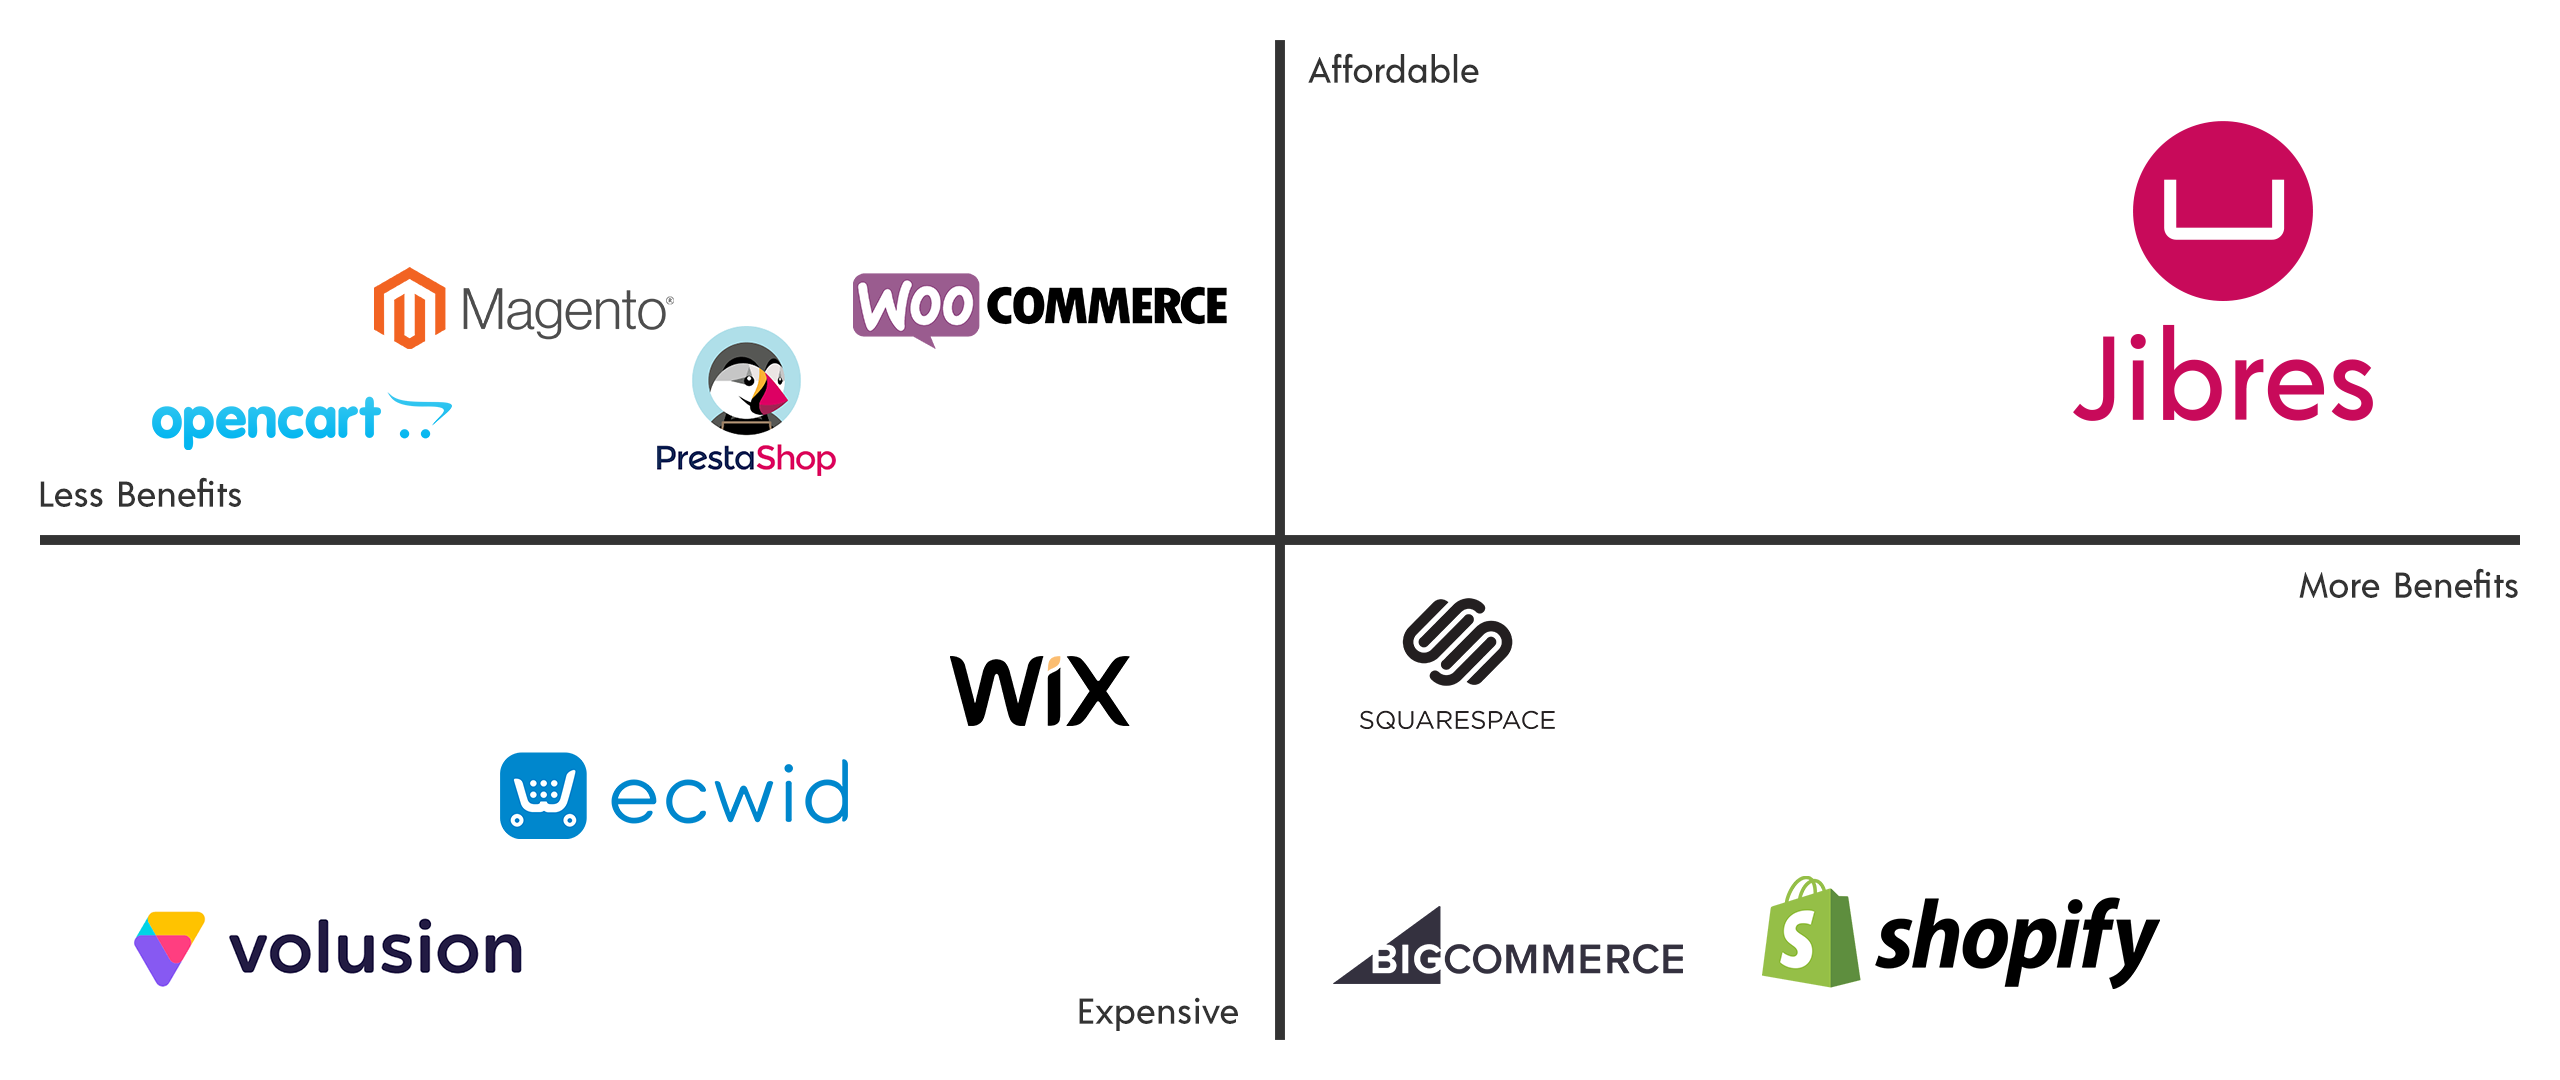 Affordable
Jibres
Magento®
WOO COMMERCE
opencart
PrestaShop
Less Benefits
More Benefits
WiX
SQUARESPACE
ecwid
volusion
BIGCOMMERCE
S shopify
Expensive